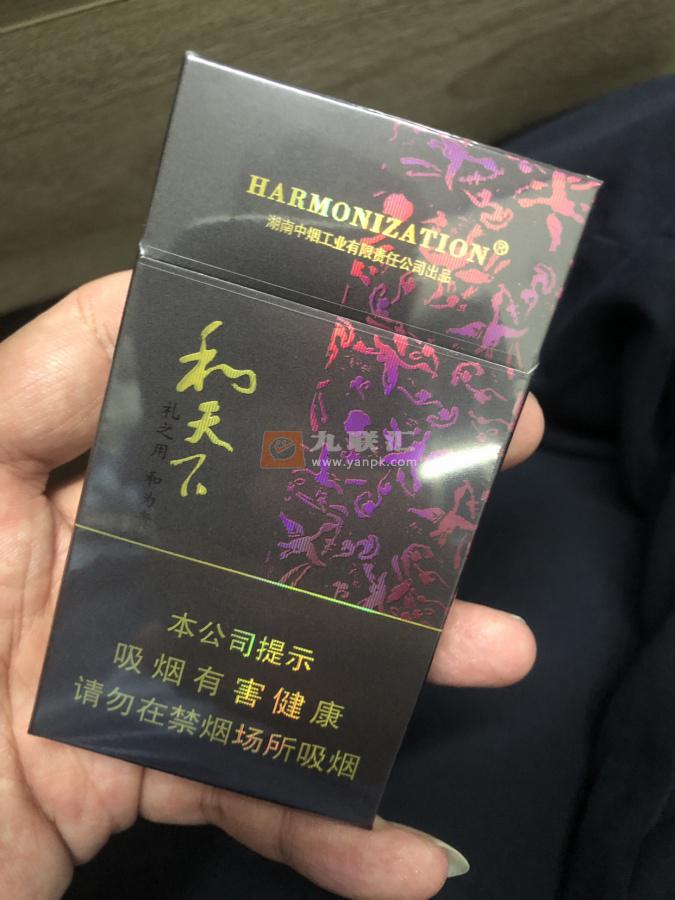 HARMONIZATION®
湖南中烟工业有限责任公司出品
和天下
礼之用 和为贵
九联汇
www.yanpk.com
本公司提示
吸烟有害健康
请勿在禁烟场所吸烟